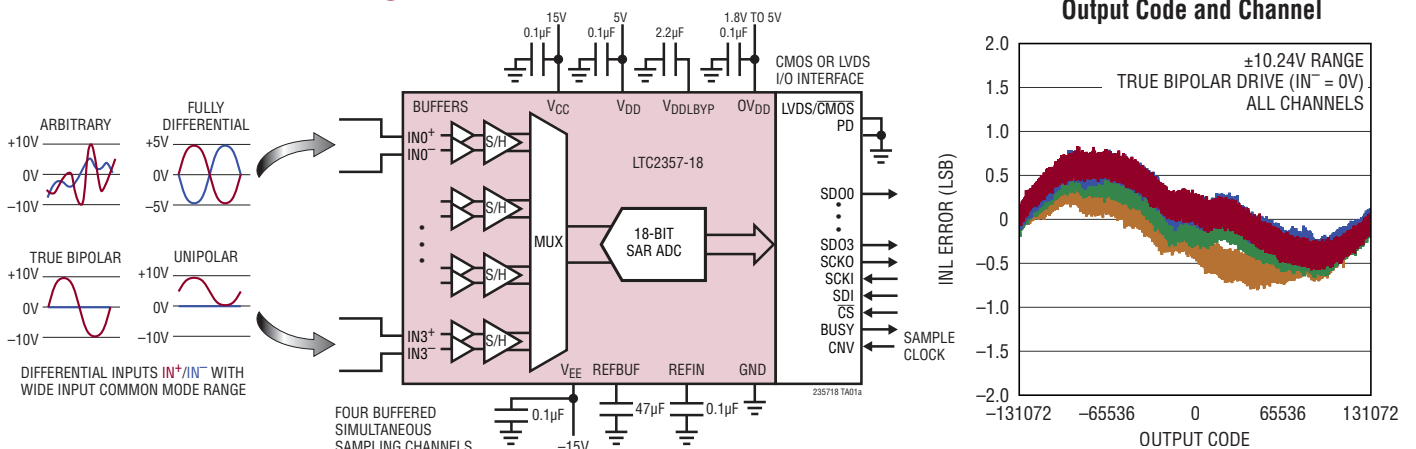 15V
5V
1.8V TO 5V
0.1µF
0.1µF
2.2µF
0.1µF
CMOS OR LVDS
I/O INTERFACE
BUFFERS
VCC
VDD
VDDLBYP
OVDD
LVDS/CMOS
PD
ARBITRARY
+10V
0V
–10V
FULLY
DIFFERENTIAL
+5V
0V
–5V
TRUE BIPOLAR
+10V
0V
–10V
UNIPOLAR
+10V
0V
–10V
DIFFERENTIAL INPUTS IN+/IN– WITH
WIDE INPUT COMMON MODE RANGE
IN0+
IN0–
S/H
S/H
S/H
IN3+
IN3–
S/H
MUX
LTC2357-18
18-BIT
SAR ADC
SDO0
SDO3
SCKO
SCKI
SDI
CS
BUSY
CNV
SAMPLE
CLOCK
VEE
REFBUF
REFIN
GND
0.1µF
47µF
0.1µF
–15V
235718 TA01a
FOUR BUFFERED
SIMULTANEOUS
SAMPLING CHANNELS
Output Code and Channel
±10.24V RANGE
TRUE BIPOLAR DRIVE (IN– = 0V)
ALL CHANNELS
INL ERROR (LSB)
2.0
1.5
1.0
0.5
0
–0.5
–1.0
–1.5
–2.0
–131072
–65536
0
65536
131072
OUTPUT CODE